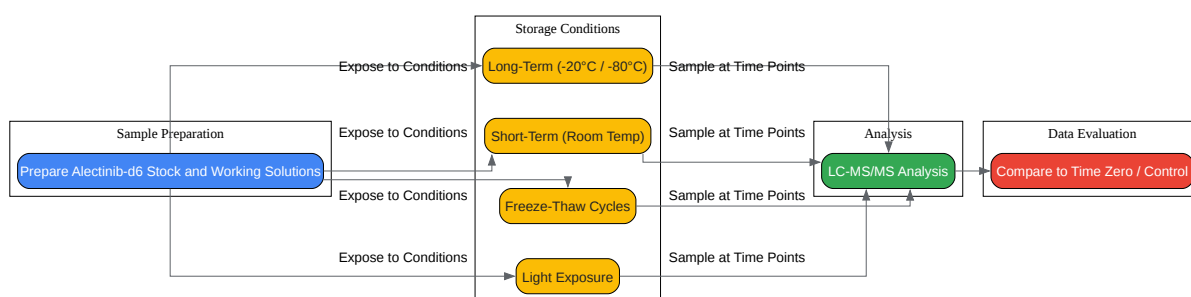 Storage Conditions
Expose to Conditions
Long-Term (-20°C / -80°C)
Sample at Time Points
Sample Preparation
Expose to Conditions
Short-Term (Room Temp)
Sample at Time Points
Analysis
Data Evaluation
Prepare Alectinib-d6 Stock and Working Solutions
LC-MS/MS Analysis
Compare to Time Zero / Control
Expose to Conditions
Freeze-Thaw Cycles
Sample at Time Points
Expose to Conditions
Light Exposure
Sample at Time Points